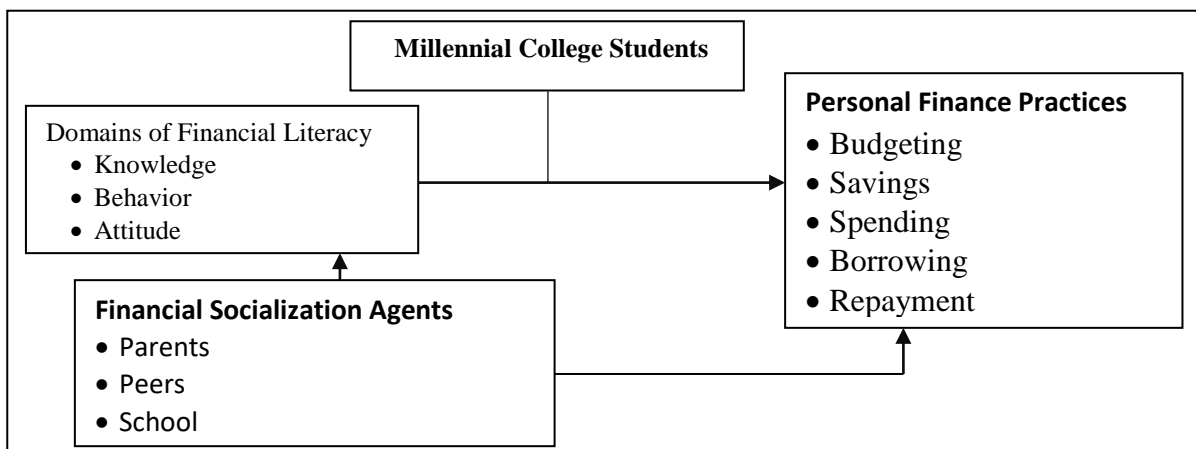 Millennial College Students
Domains of Financial Literacy
• Knowledge
• Behavior
• Attitude
Financial Socialization Agents
• Parents
• Peers
• School
Personal Finance Practices
• Budgeting
• Savings
• Spending
• Borrowing
• Repayment